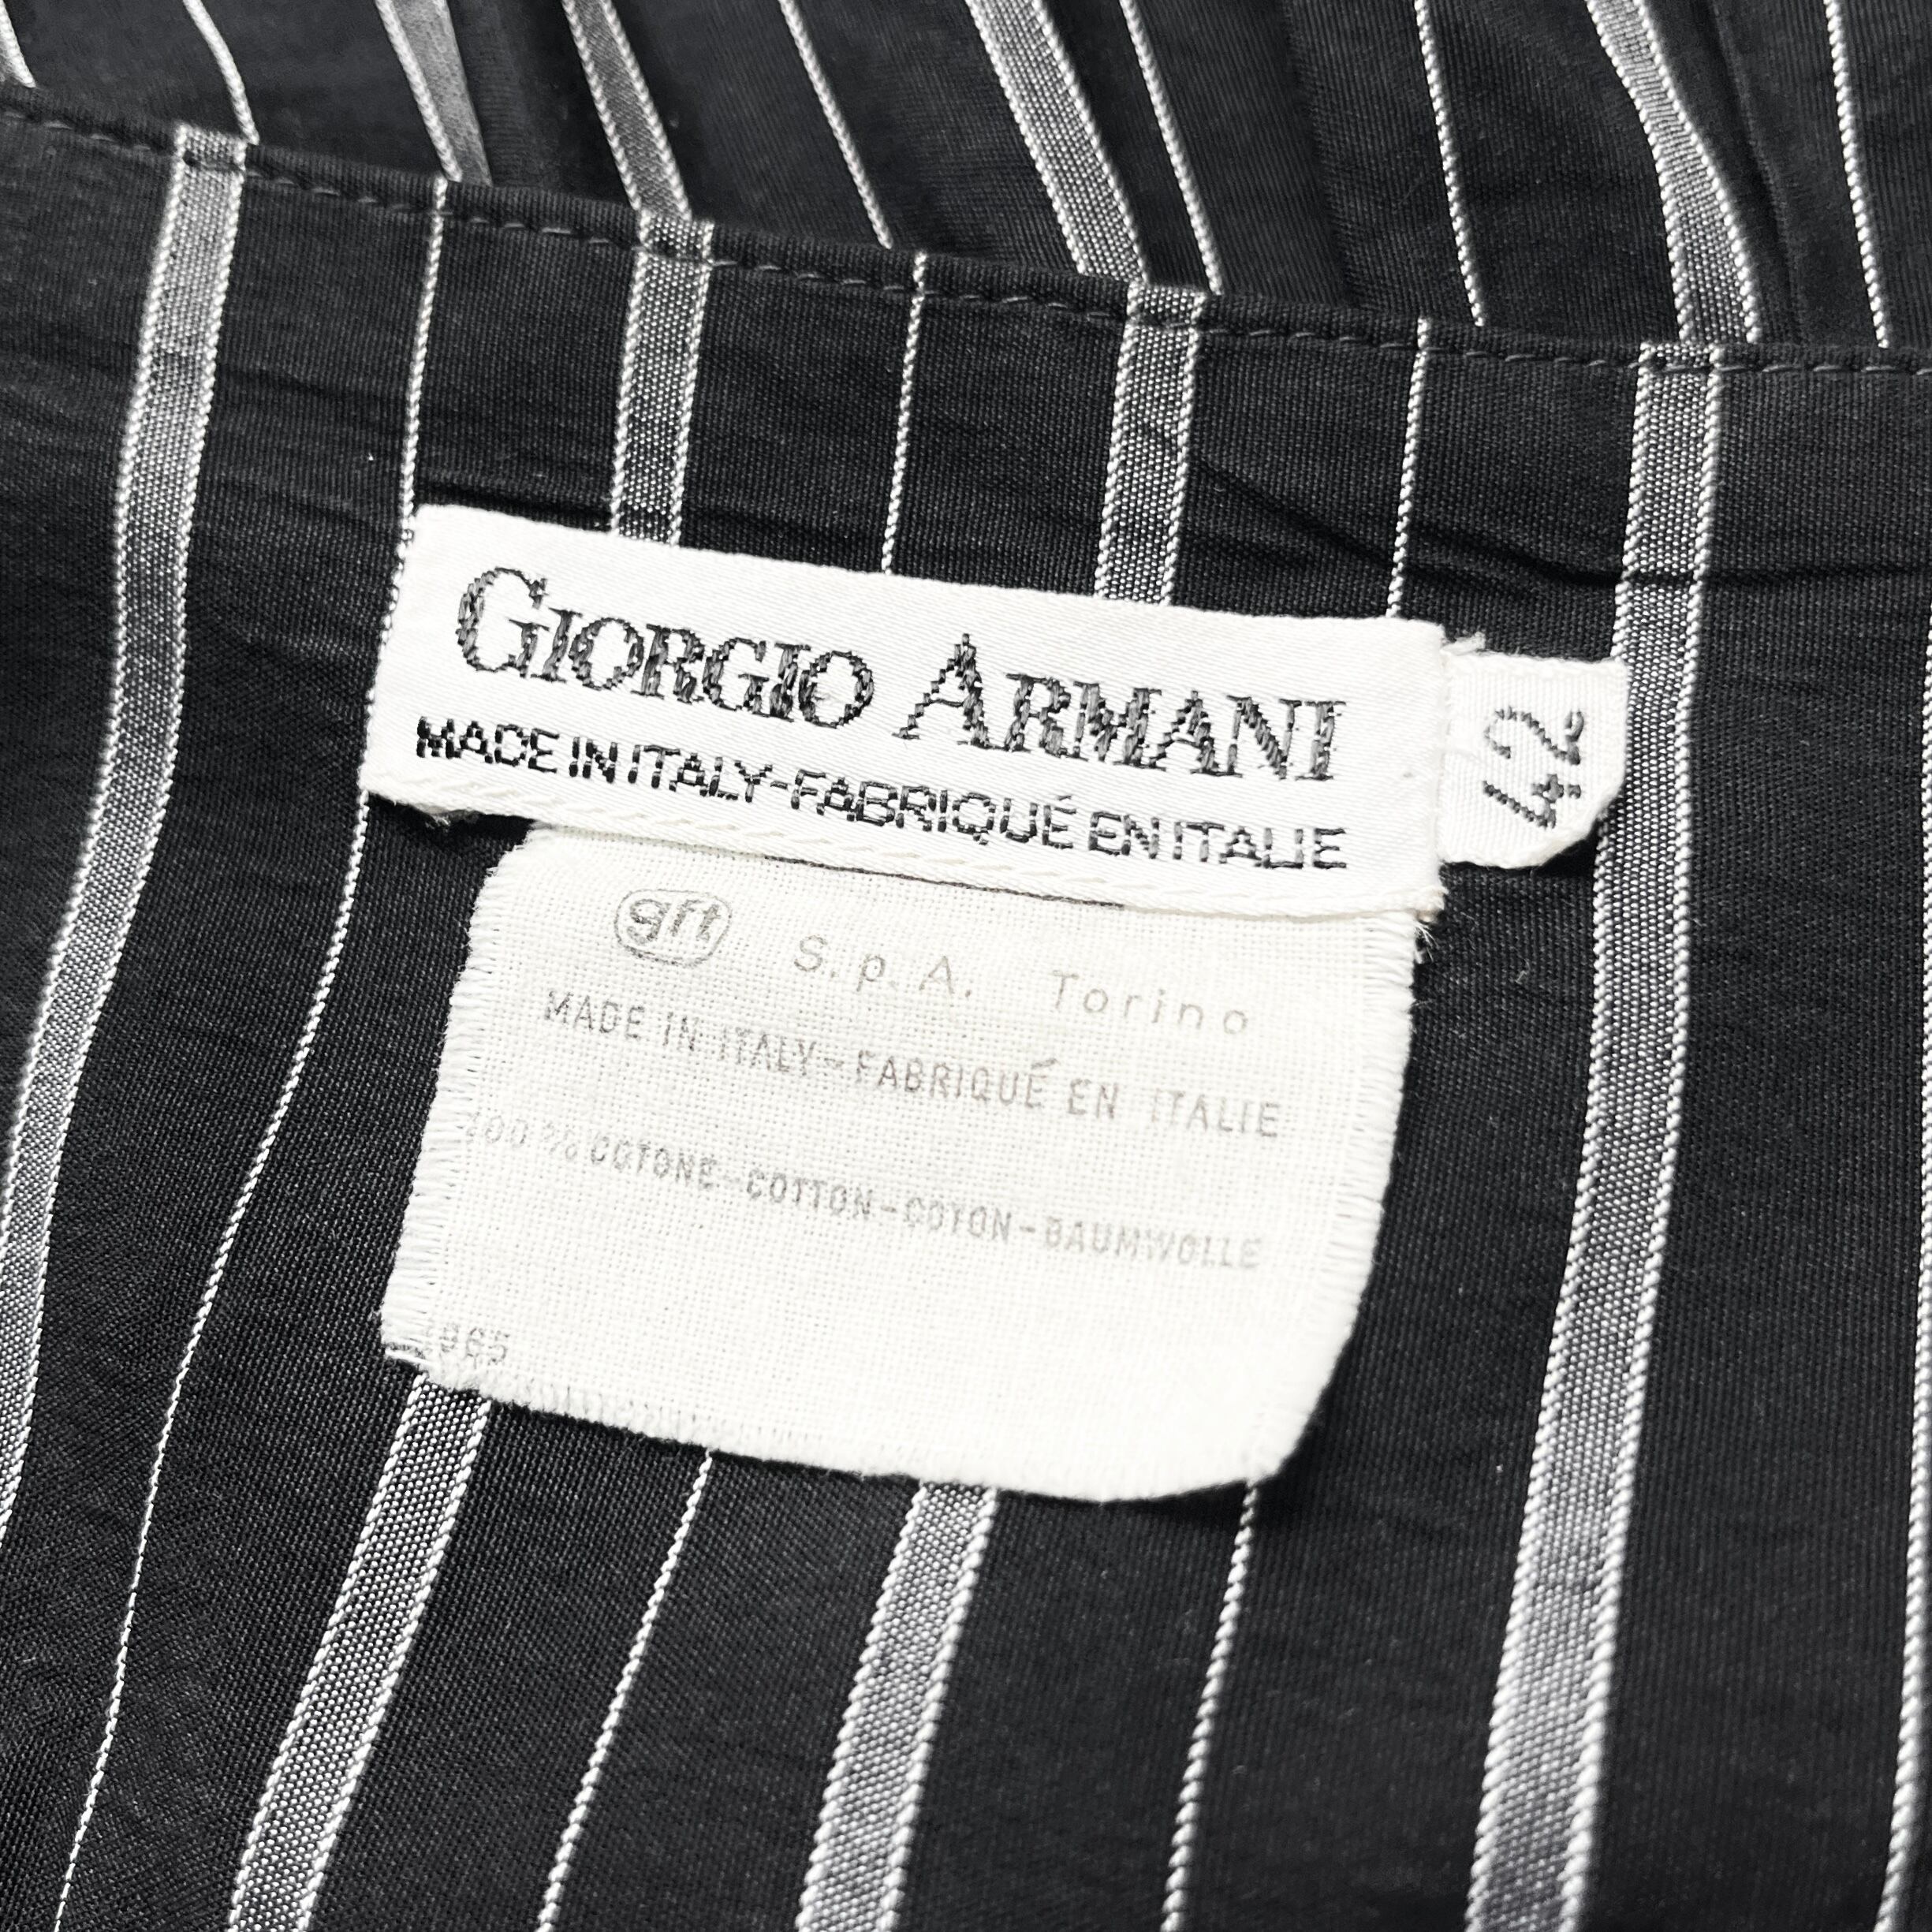 GIORGIO ARMANI
MADE IN ITALY-FABRIQUÉ EN ITALIE
42
gft S.p.A. Torino
MADE IN ITALY-FABRIQUÉ EN ITALIE
100% COTONE-COTTON-COTON-BAUMWOLLE